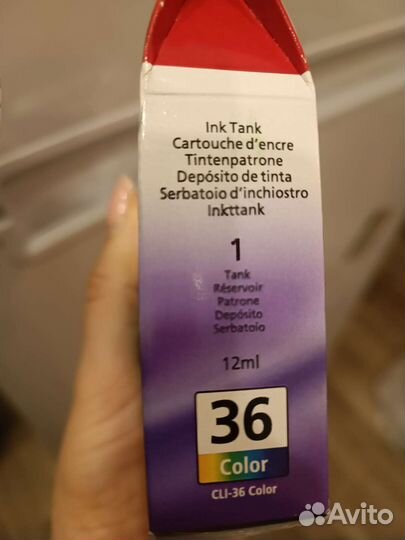 Ink Tank
Cartouche d'encre
Tintenpatrone
Depósito de tinta
Serbatoio d'inchiostro
Inkttank
1
Tank
Réservoir
Patrone
Depósito
Serbatoio
12ml
36
Color
CLI-36 Color
Avito